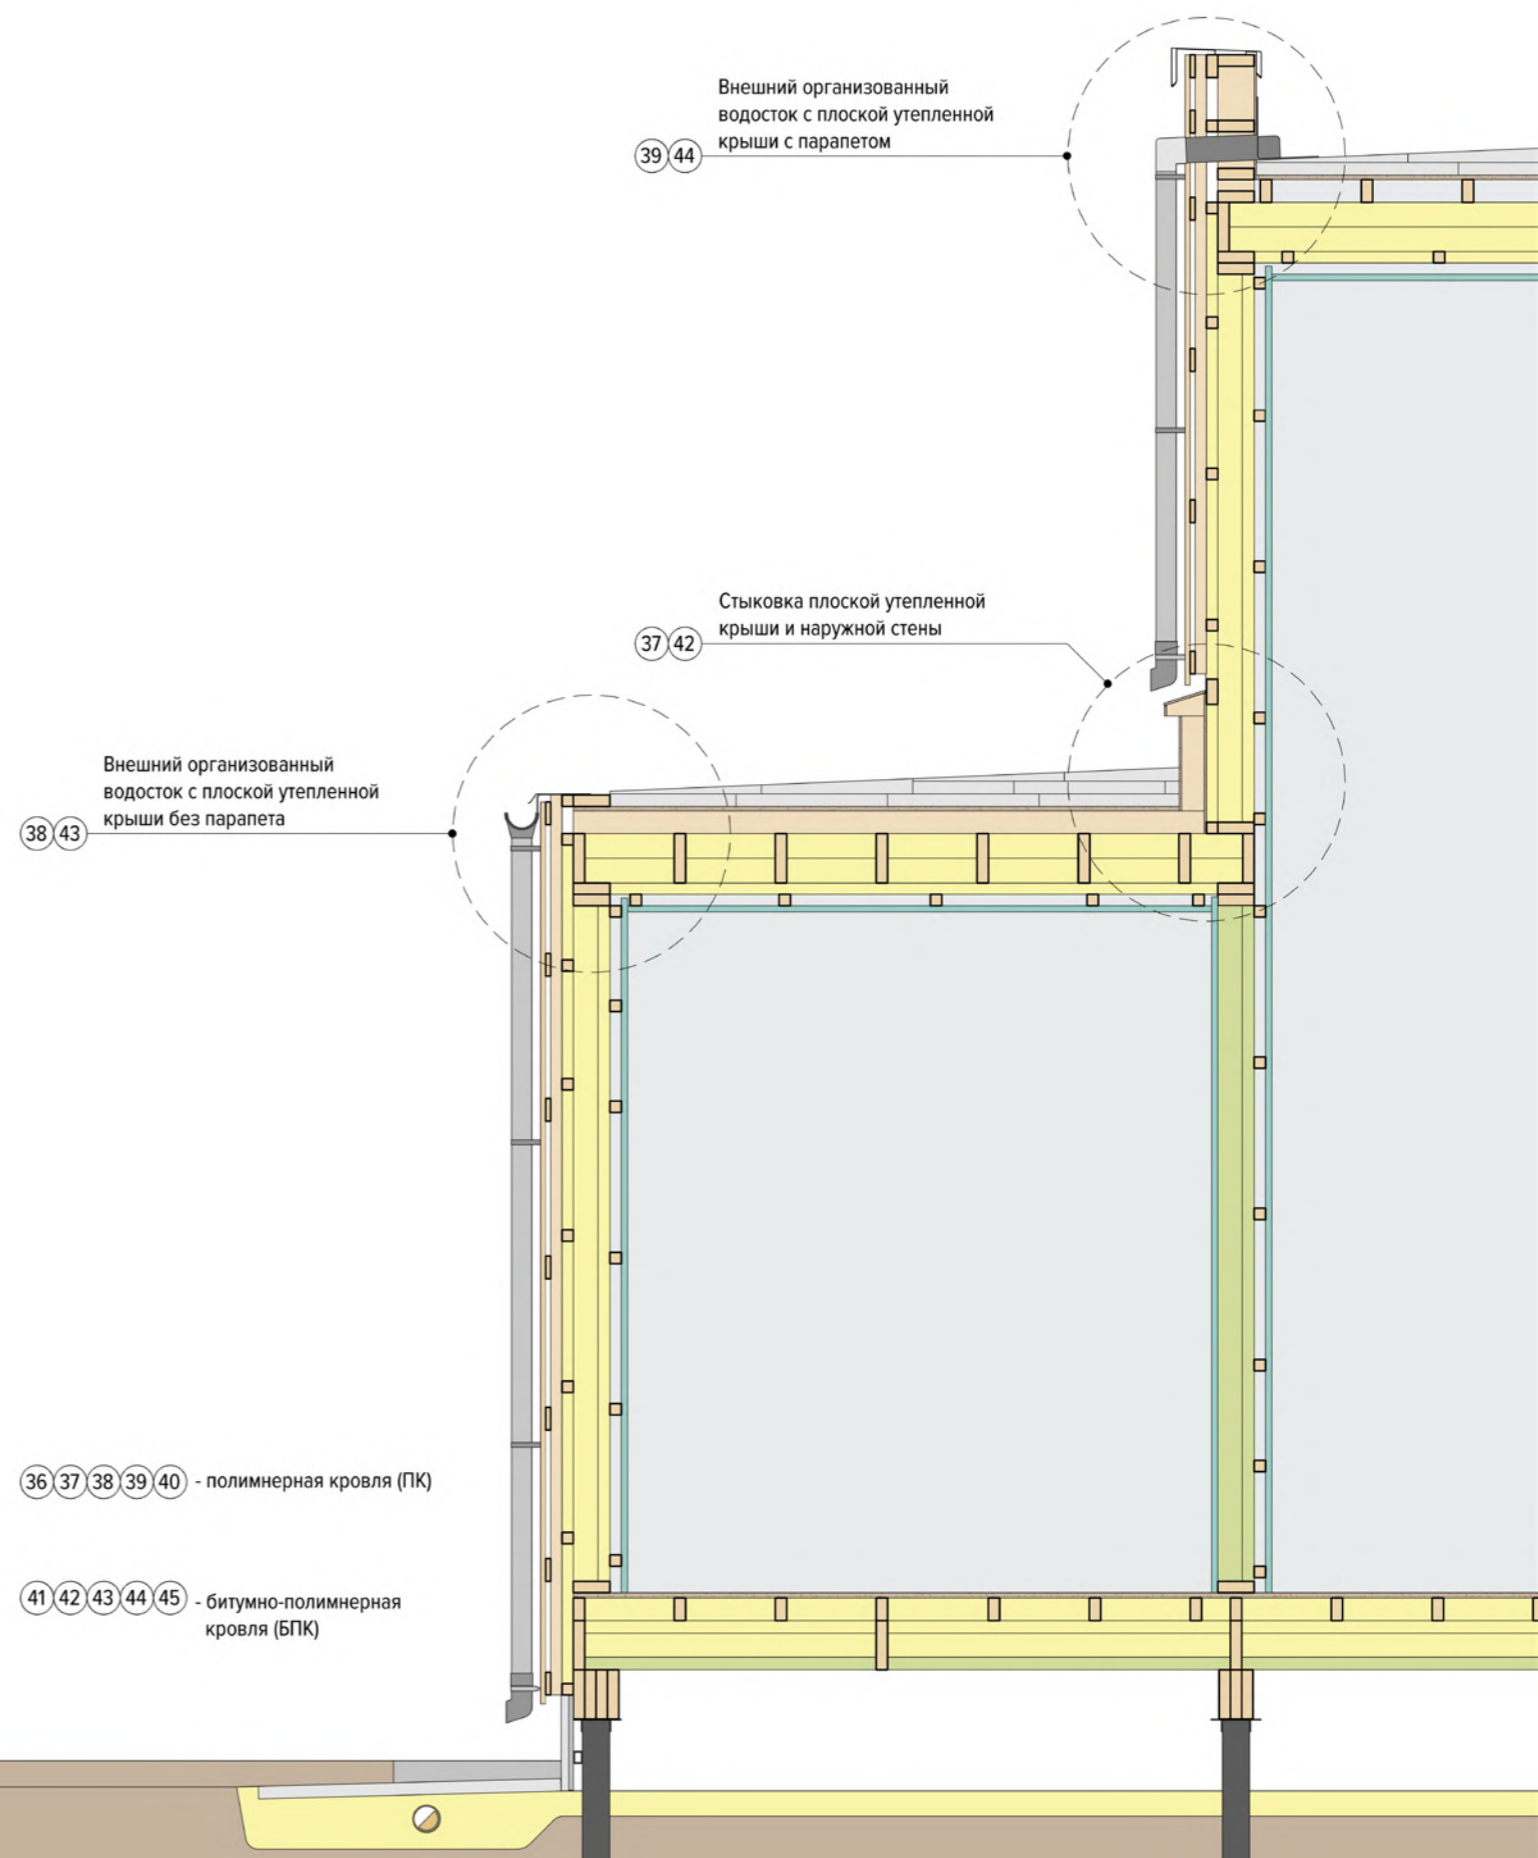 Внешний организованный
водосток с плоской утепленной
крыши с парапетом
39 44
Стыковка плоской утепленной
крыши и наружной стены
37 42
Внешний организованный
водосток с плоской утепленной
крыши без парапета
38 43
36 37 38 39 40 - полимнерная кровля (ПК)
41 42 43 44 45 - битумно-полимнерная
кровля (БПК)